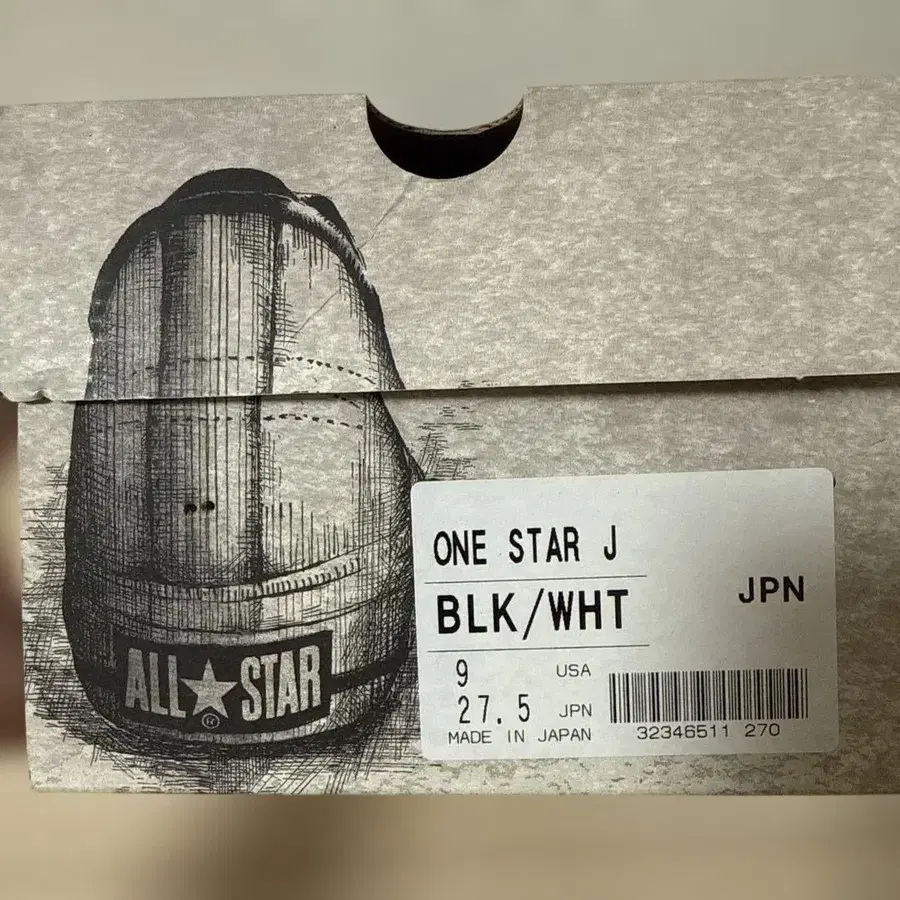 ONE STAR J
BLK/WHT
JPN
9 USA
27.5 JPN
MADE IN JAPAN
32346511 270
ALL★STAR
®